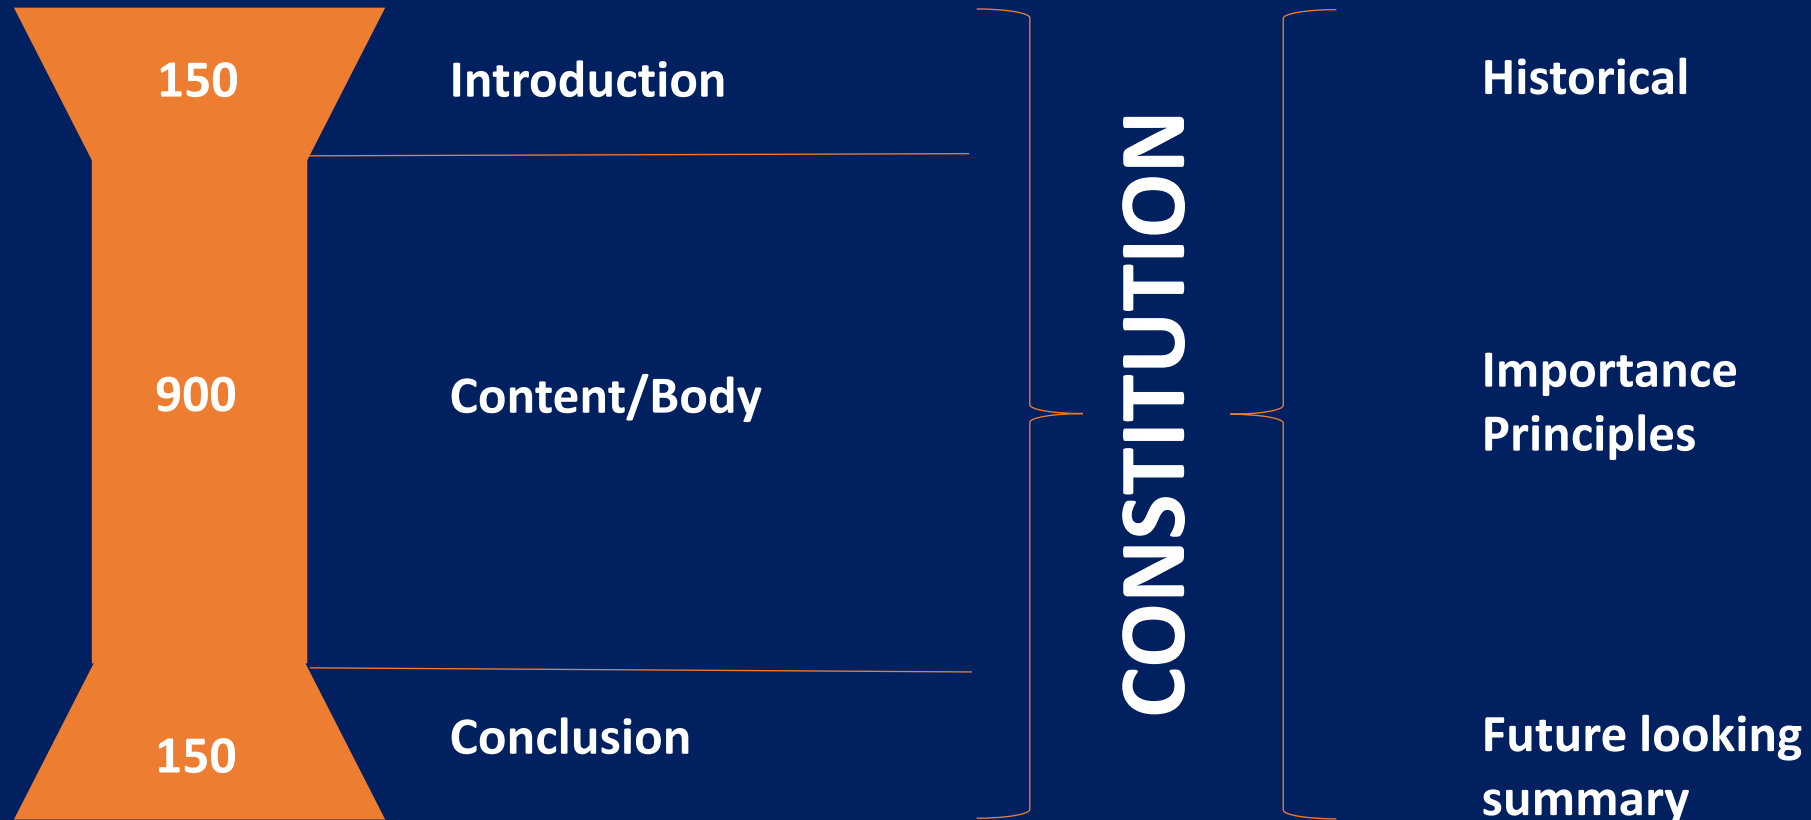 150
Introduction
Historical
900
Content/Body
CONSTITUTION
Importance
Principles
150
Conclusion
Future looking
summary